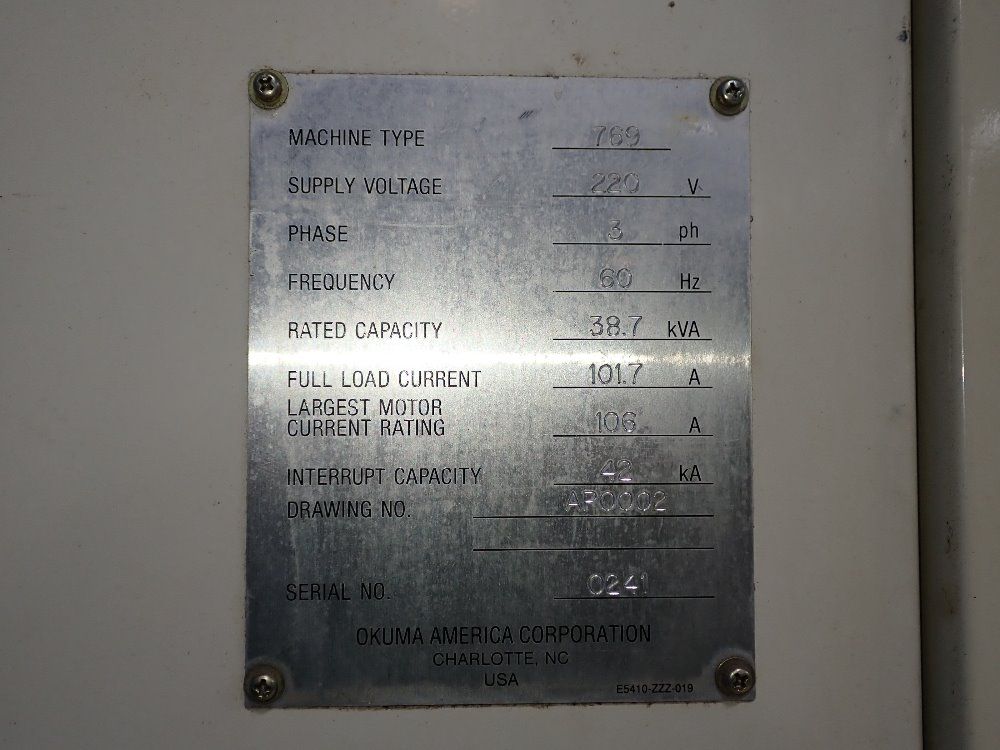 MACHINE TYPE 769
SUPPLY VOLTAGE 220 V
PHASE 3 ph
FREQUENCY 60 Hz
RATED CAPACITY 38.7 kVA
FULL LOAD CURRENT 101.7 A
LARGEST MOTOR
CURRENT RATING 106 A
INTERRUPT CAPACITY 42 kA
DRAWING NO. AP0002
SERIAL NO. 0241
OKUMA AMERICA CORPORATION
CHARLOTTE, NC
USA
E5410-ZZZ-019